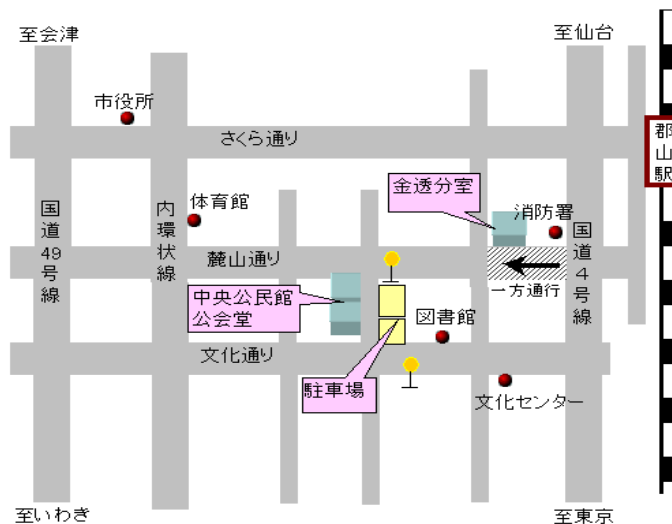 至会津
至仙台
市役所
さくら通り
郡
山
駅
金透分室
体育館
消防署
国道49号線
内環状線
国道4号線
麓山通り
一方通行
中央公民館
公会堂
図書館
文化通り
駐車場
文化センター
至いわき
至東京